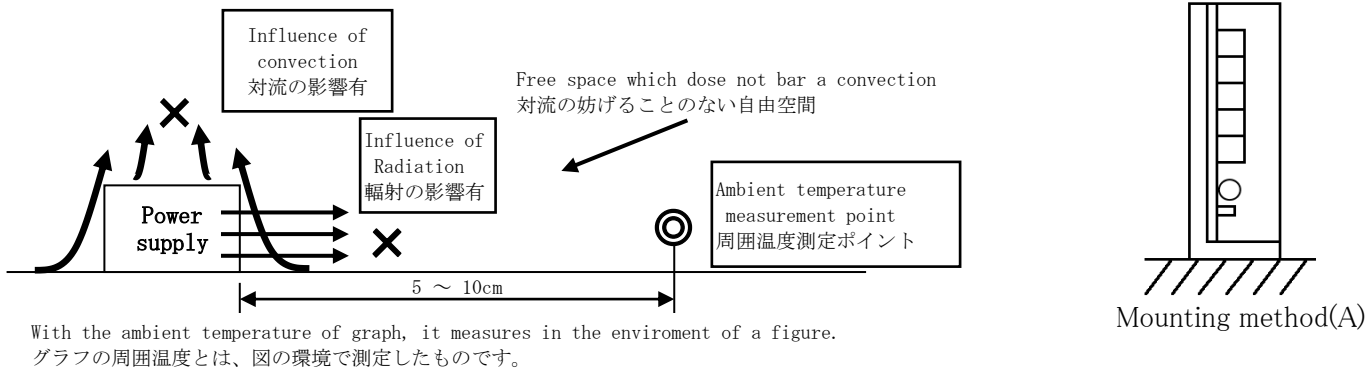 Influence of
convection
対流の影響有
Free space which dose not bar a convection
対流の妨げることのない自由空間
Influence of
Radiation
輻射の影響有
Ambient temperature
measurement point
周囲温度測定ポイント
Power
supply
5 ～ 10cm
With the ambient temperature of graph, it measures in the enviroment of a figure.
グラフの周囲温度とは、図の環境で測定したものです。
Mounting method(A)